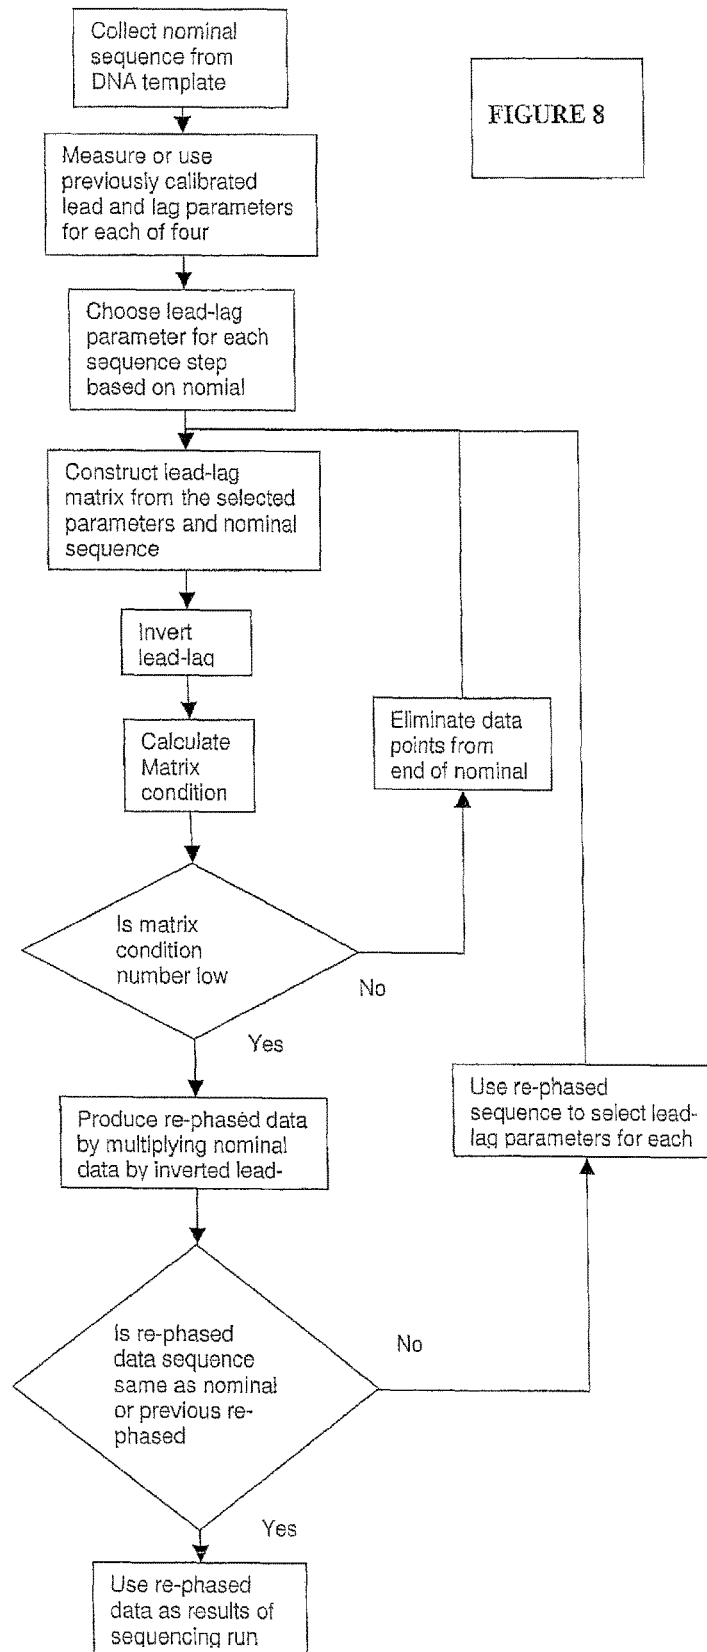 Collect nominal
sequence from
DNA template
FIGURE 8
Measure or use
previously calibrated
lead and lag parameters
for each of four
Choose lead-lag
parameter for each
sequence step
based on nomial
Construct lead-lag
matrix from the selected
parameters and nominal
sequence
Invert
lead-lag
Calculate
Matrix
condition
Eliminate data
points from
end of nominal
Is matrix
condition
number low
No
Yes
Produce re-phased data
by multiplying nominal
data by inverted lead-
Use re-phased
sequence to select lead-
lag parameters for each
Is re-phased
data sequence
same as nominal
or previous re-
phased
No
Yes
Use re-phased
data as results of
sequencing run